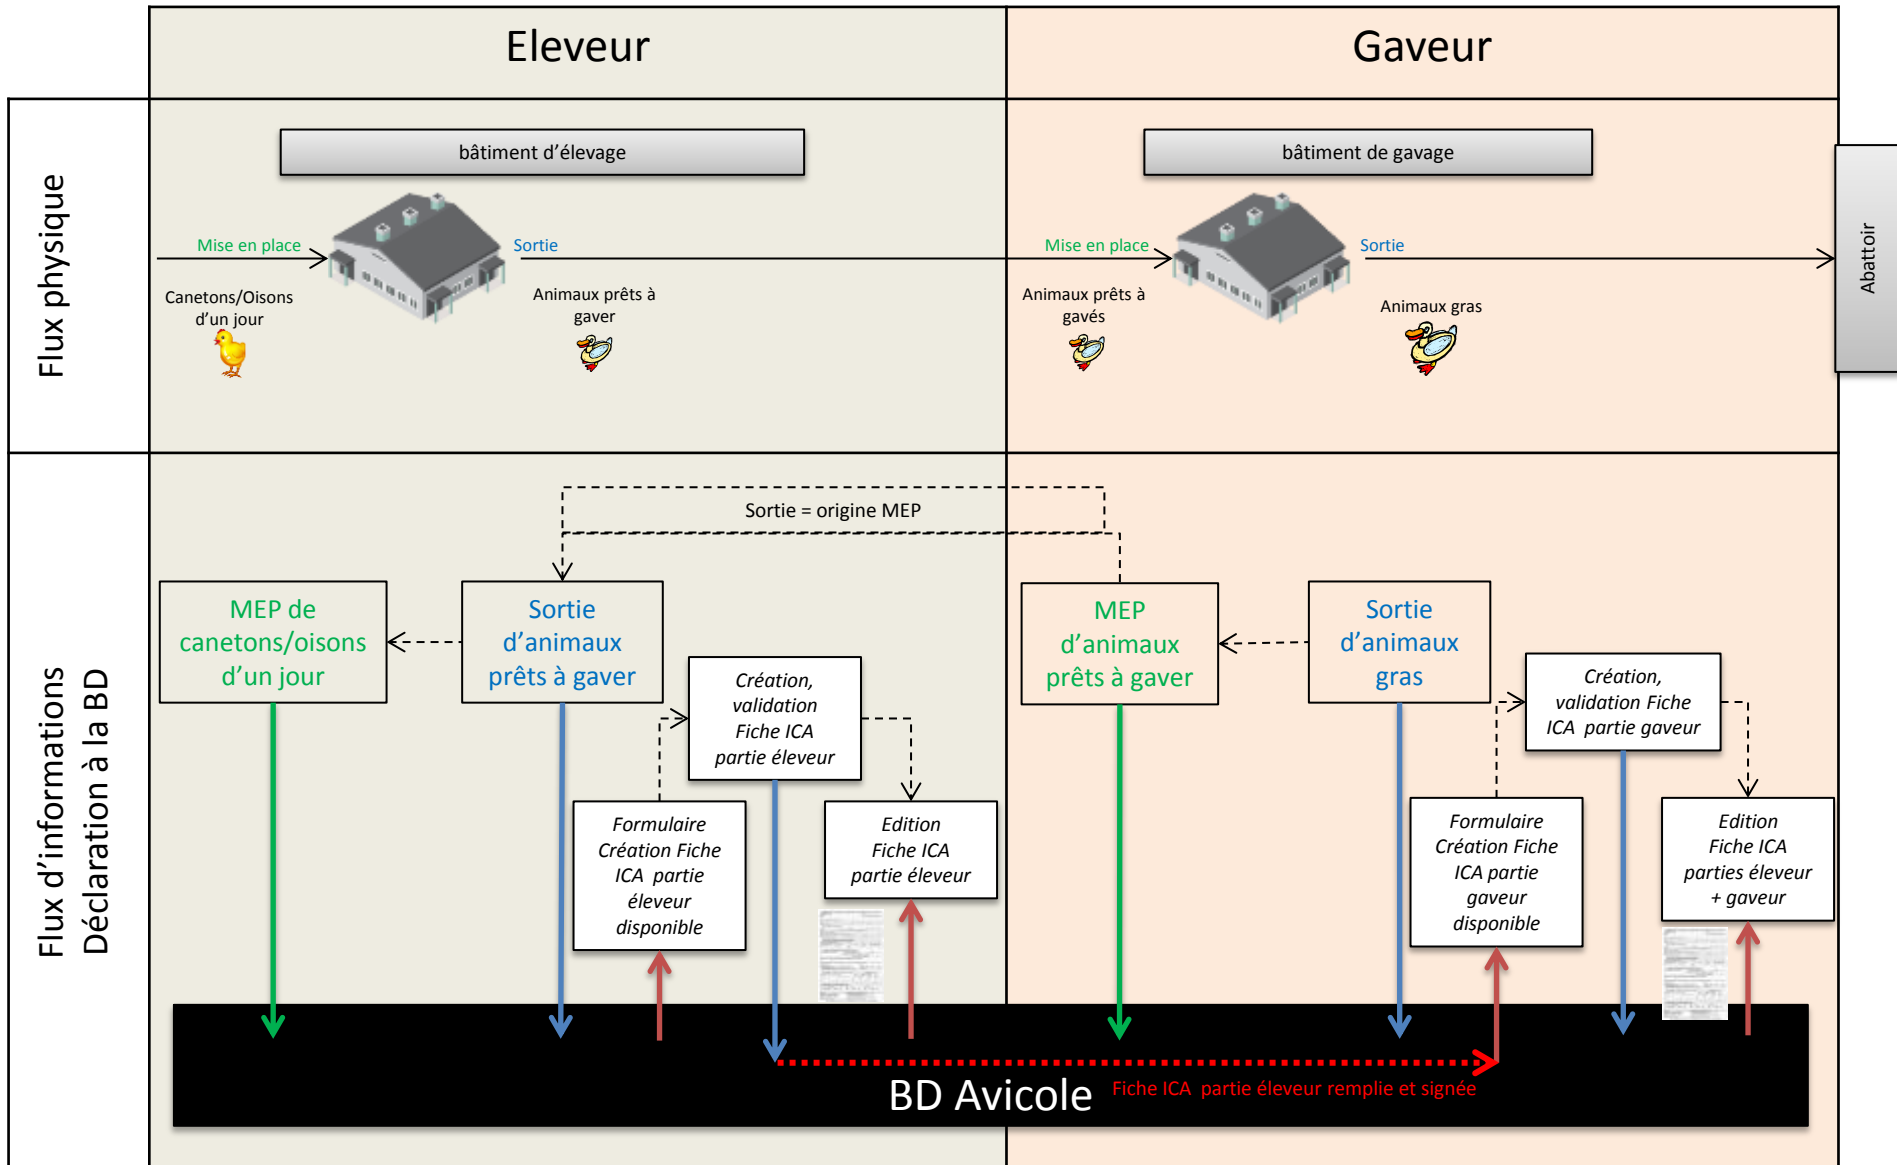 Eleveur
Gaveur
Flux physique
bâtiment d’élevage
bâtiment de gavage
Abattoir
Mise en place
Sortie
Mise en place
Sortie
Canetons/Oisons
d’un jour
Animaux prêts à
gaver
Animaux prêts à
gavés
Animaux gras
Flux d’informations
Déclaration à la BD
Sortie = origine MEP
MEP de
canetons/oisons
d’un jour
Sortie
d’animaux
prêts à gaver
Création,
validation
Fiche ICA
partie éleveur
Formulaire
Création Fiche
ICA partie
éleveur
disponible
Edition
Fiche ICA
partie éleveur
MEP
d’animaux
prêts à gaver
Sortie
d’animaux
gras
Création,
validation Fiche
ICA partie gaveur
Formulaire
Création Fiche
ICA partie
gaveur
disponible
Edition
Fiche ICA
parties éleveur
+ gaveur
BD Avicole
Fiche ICA partie éleveur remplie et signée